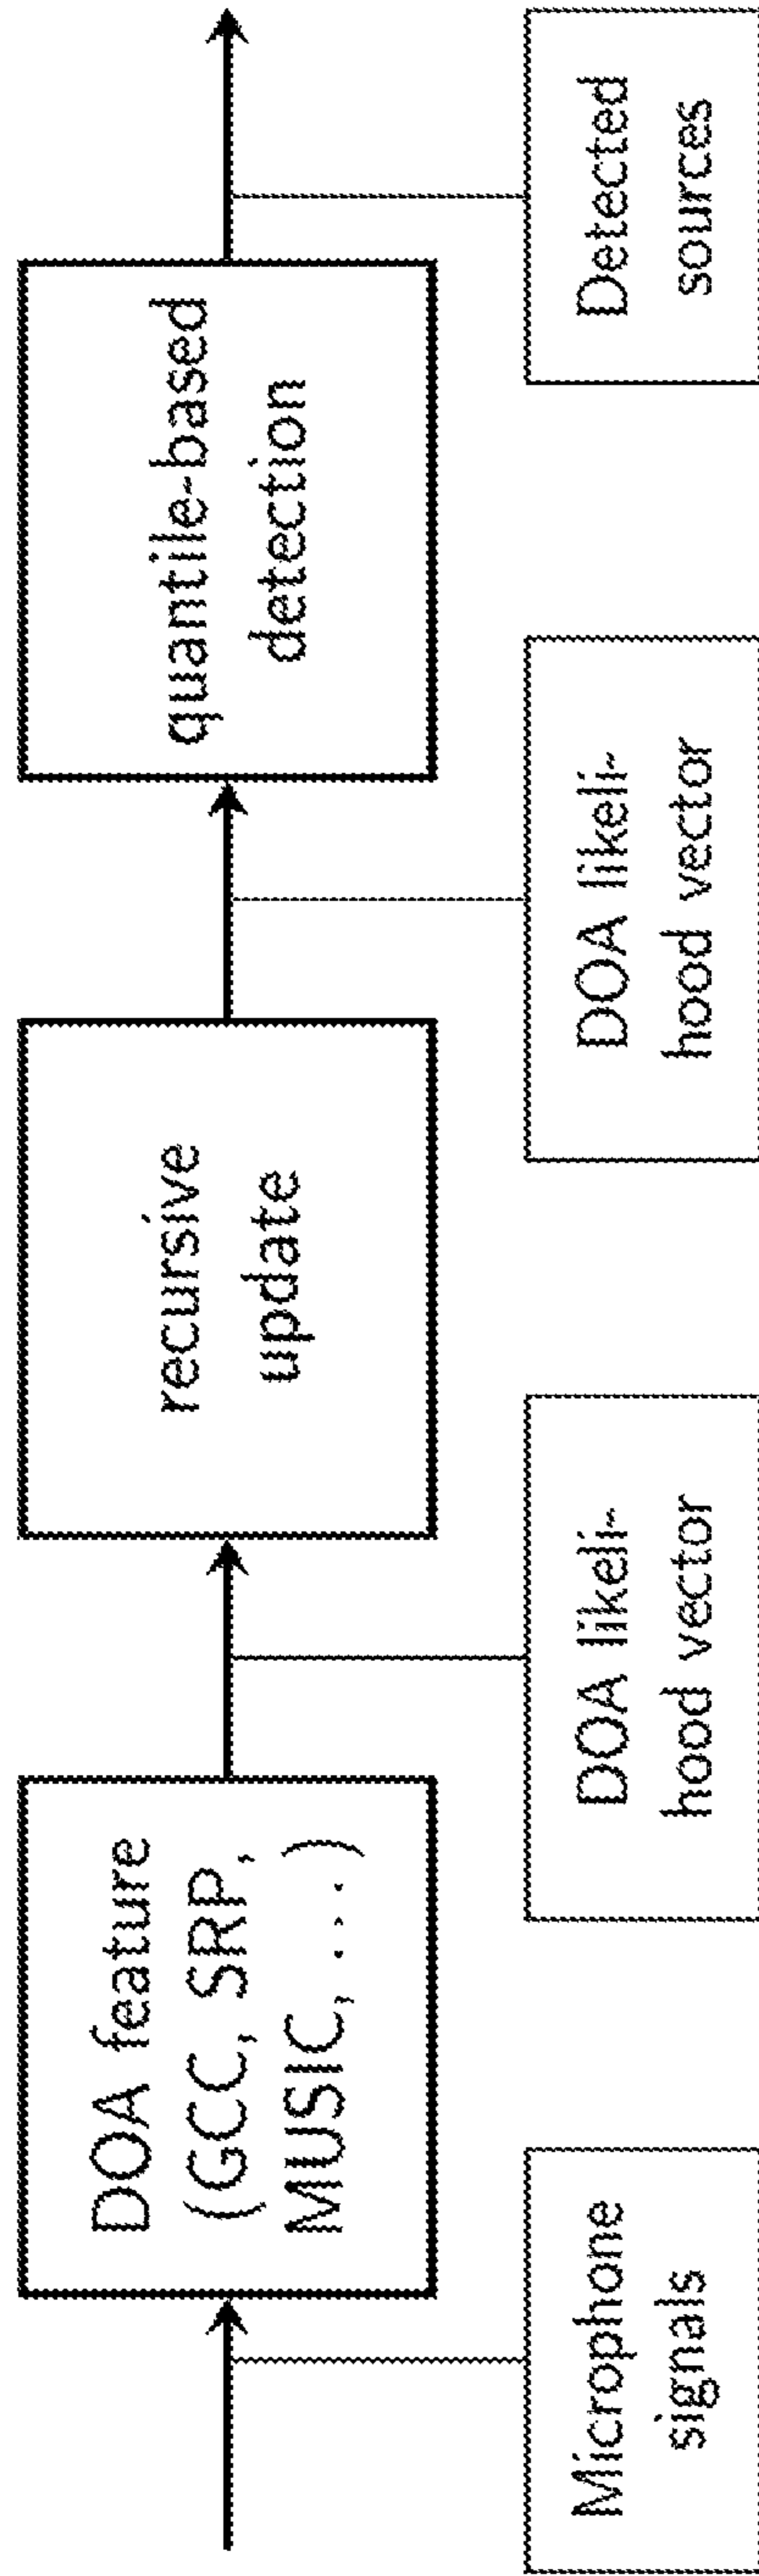 DOA feature
(GCC, SRP,
MUSIC, . . . )
recursive
update
quantile-based
detection
Microphone
signals
DOA likeli-
hood vector
DOA likeli-
hood vector
Detected
sources